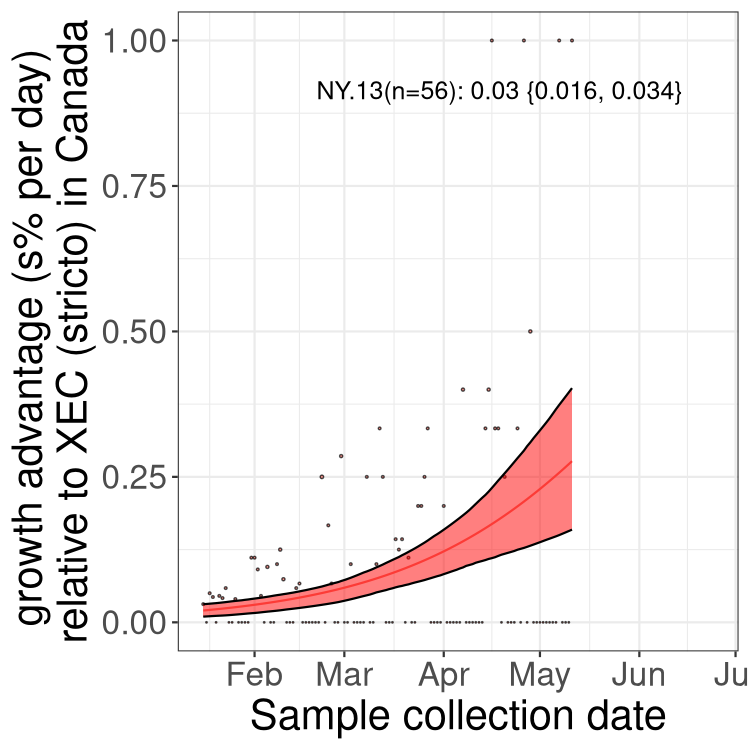 growth advantage (s% per day)
relative to XEC (stricto) in Canada
1.00
0.75
0.50
0.25
0.00
NY.13(n=56): 0.03 {0.016, 0.034}
Feb Mar Apr May Jun Ju
Sample collection date